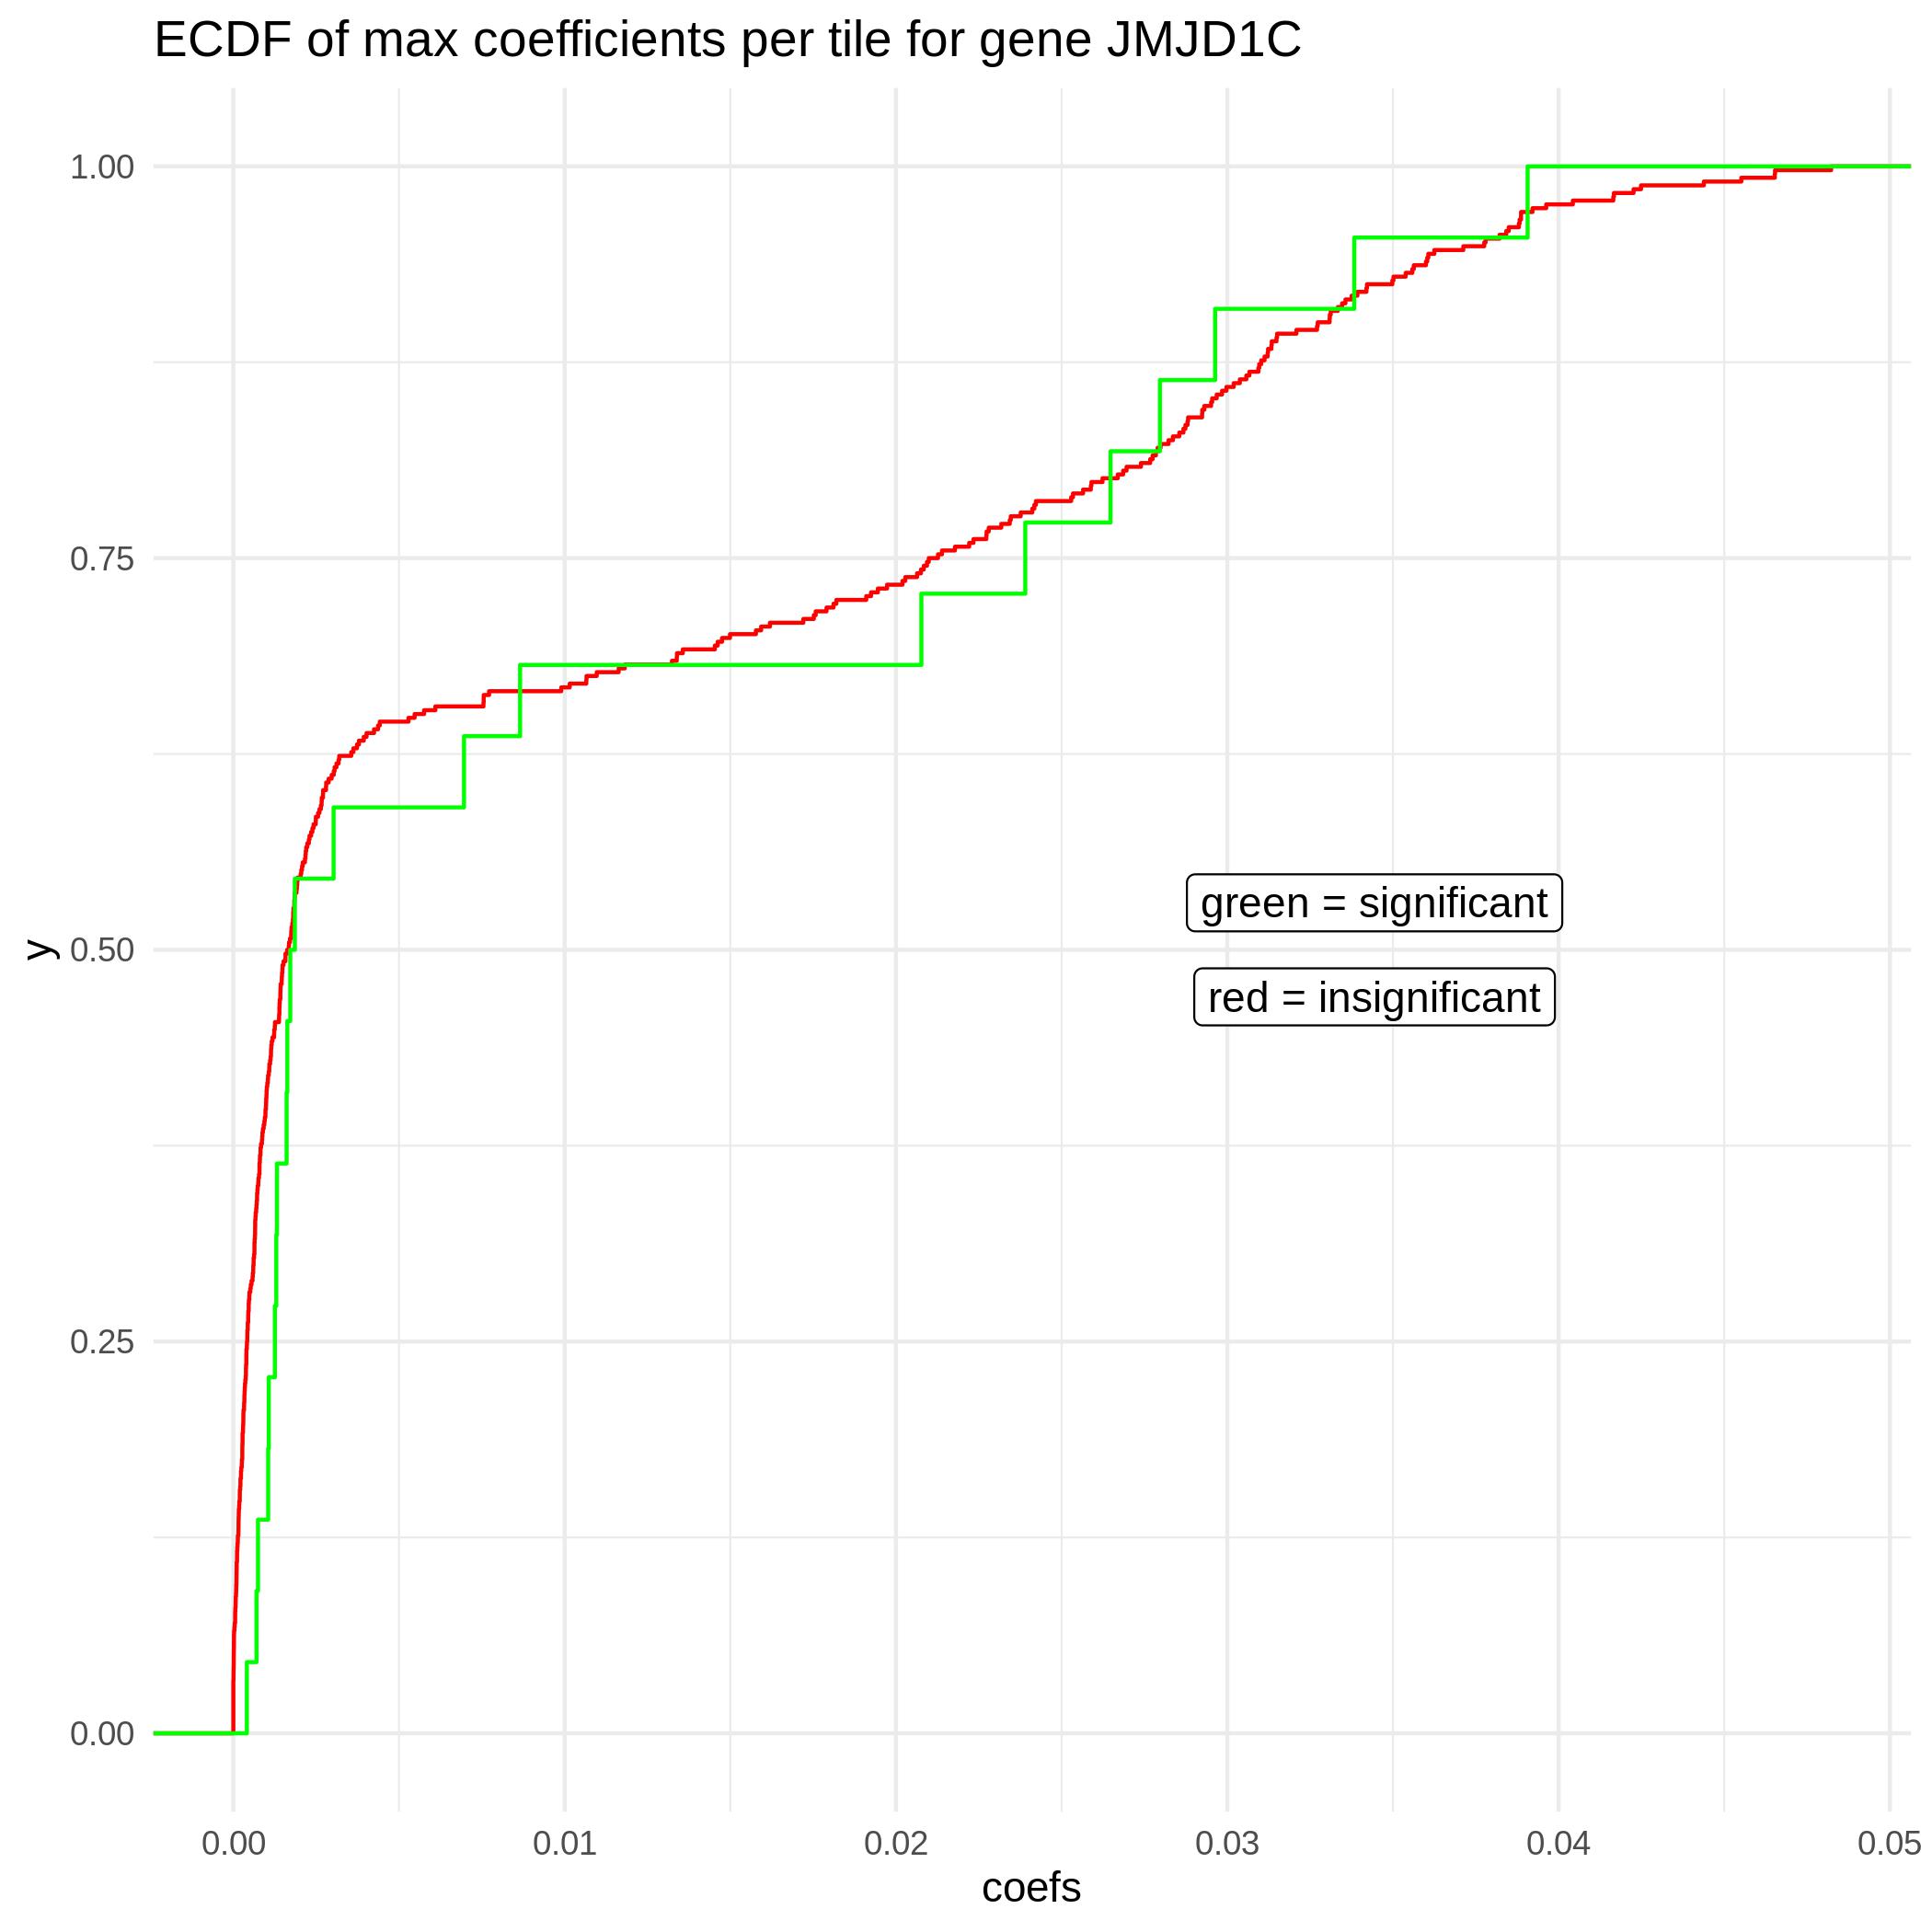 ECDF of max coefficients per tile for gene JMJD1C
1.00
0.75
0.50
0.25
0.00
y
green = significant
red = insignificant
0.00 0.01 0.02 0.03 0.04 0.05
coefs